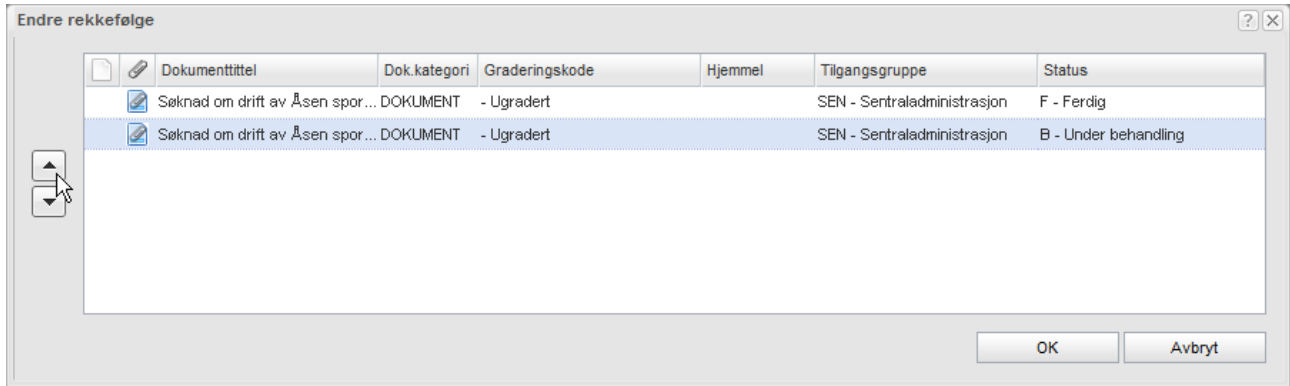 Endre rekkefølge
Dokumenttittel Dok.kategori Graderingskode Hjemmel Tilgangsgruppe Status
Søknad om drift av Åsen spor... DOKUMENT - Ugradert SEN - Sentraladministrasjon F - Ferdig
Søknad om drift av Åsen spor... DOKUMENT - Ugradert SEN - Sentraladministrasjon B - Under behandling
OK Avbryt